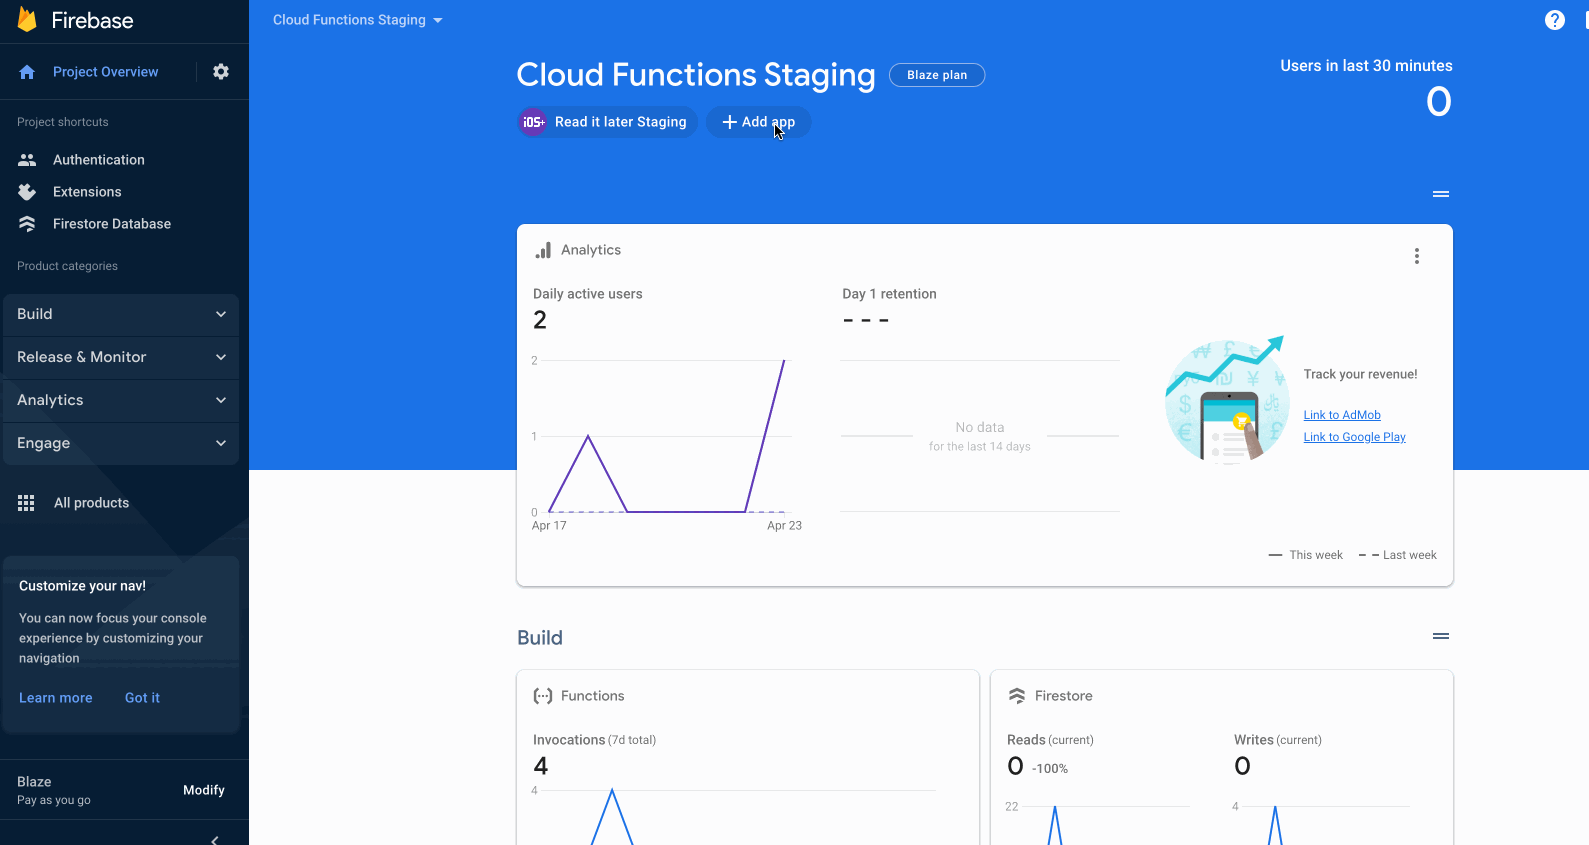 Firebase
Project Overview
Project shortcuts
Authentication
Extensions
Firestore Database
Product categories
Build
Release & Monitor
Analytics
Engage
All products
Customize your nav!
You can now focus your console
experience by customizing your
navigation
Learn more Got it
Blaze
Pay as you go
Modify
Cloud Functions Staging
Cloud Functions Staging
Blaze plan
iOS+ Read it later Staging
+ Add app
Users in last 30 minutes
0
Analytics
Daily active users
2
2
1
0
Apr 17 Apr 23
Day 1 retention
- - -
No data
for the last 14 days
Track your revenue!
Link to AdMob
Link to Google Play
This week Last week
Build
Functions
Invocations (7d total)
4
4
Firestore
Reads (current)
0 -100%
22
Writes (current)
0
4